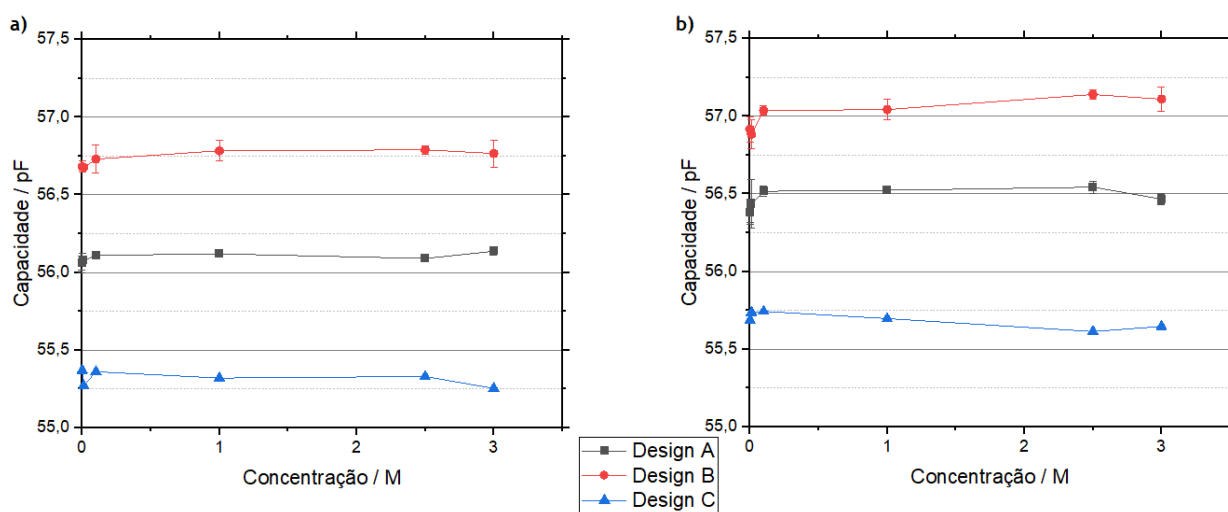 a)
57,5
57,0
56,5
56,0
55,5
55,0
Capacidade / pF
0
1
2
3
Concentração / M
b)
57,5
57,0
56,5
56,0
55,5
55,0
Capacidade / pF
0
1
2
3
Concentração / M
Design A
Design B
Design C